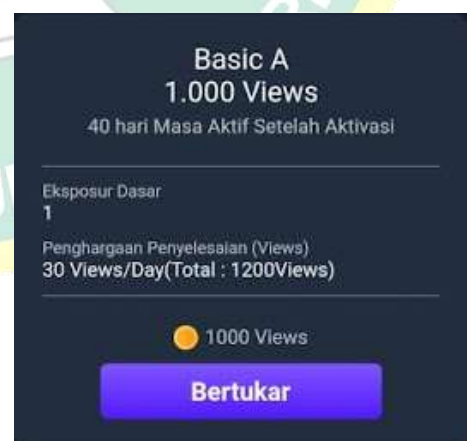 Basic A
1.000 Views
40 hari Masa Aktif Setelah Aktivasi
Eksposur Dasar
1
Penghargaan Penyelesaian (Views)
30 Views/Day(Total : 1200Views)
1000 Views
Bertukar